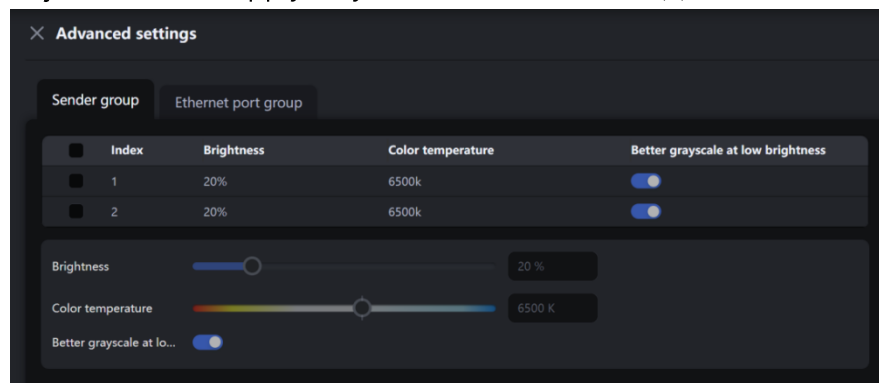 Advanced settings
Sender group Ethernet port group
Index Brightness Color temperature Better grayscale at low brightness
1 20% 6500k
2 20% 6500k
Brightness 20 %
Color temperature 6500 K
Better grayscale at lo...